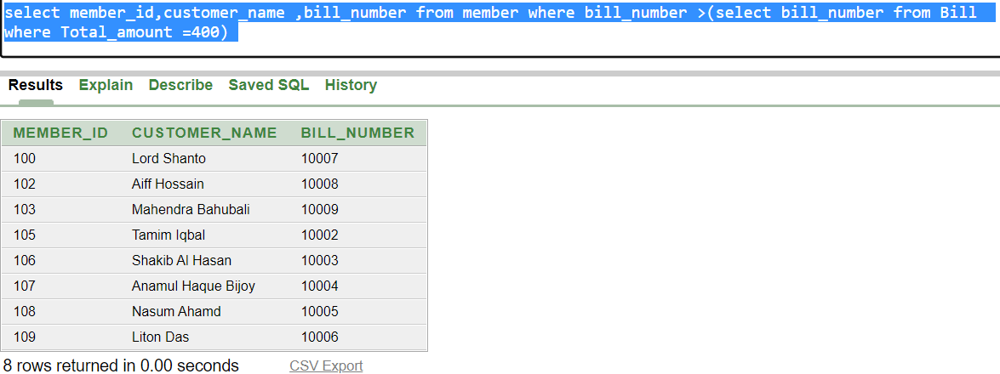 select member_id,customer_name ,bill_number from member where bill_number >(select bill_number from Bill
where Total_amount =400)
Results Explain Describe Saved SQL History
MEMBER_ID CUSTOMER_NAME BILL_NUMBER
100 Lord Shanto 10007
102 Aiff Hossain 10008
103 Mahendra Bahubali 10009
105 Tamim Iqbal 10002
106 Shakib Al Hasan 10003
107 Anamul Haque Bijoy 10004
108 Nasum Ahamd 10005
109 Liton Das 10006
8 rows returned in 0.00 seconds CSV Export